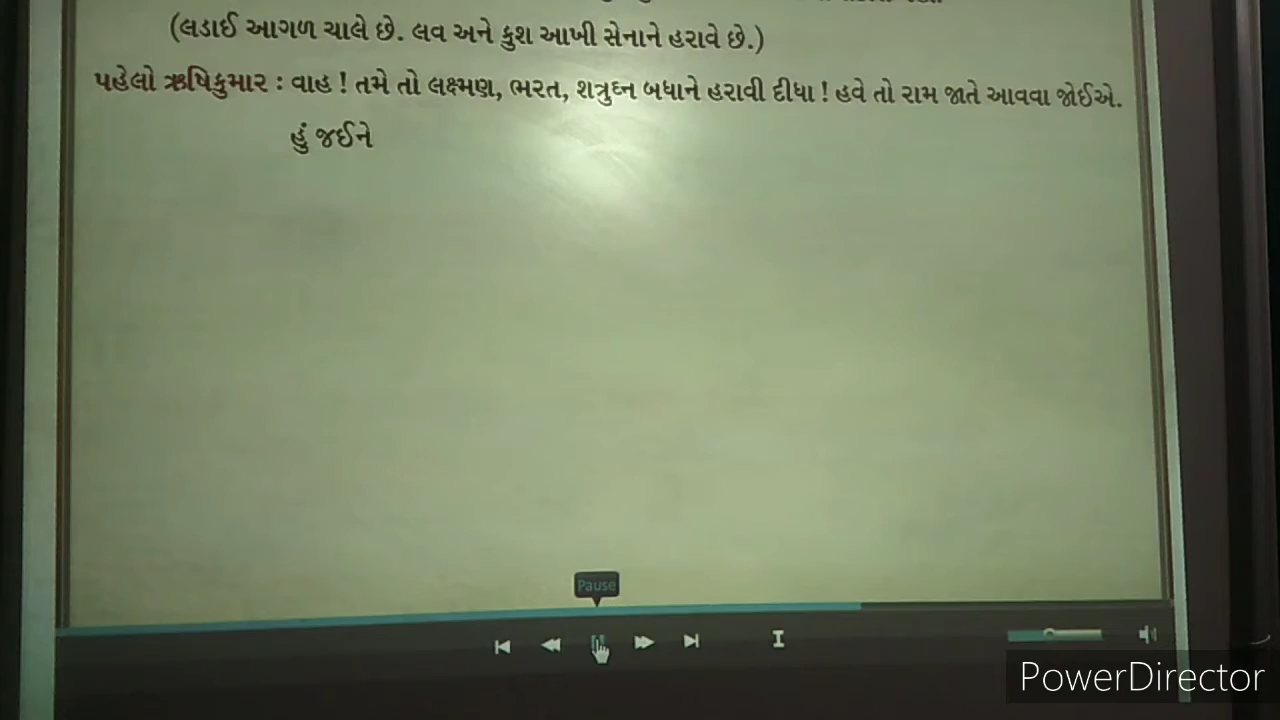 (લડાઈ આગળ ચાલે છે. લવ અને કુશ આખી સેનાને હરાવે છે.)
પહેલો ઋષિકુમાર : વાહ ! તમે તો લક્ષ્મણ, ભરત, શત્રુઘ્ન બધાને હરાવી દીધા ! હવે તો રામ જાતે આવવા જોઈએ.
હું જઈને
Pause
PowerDirector